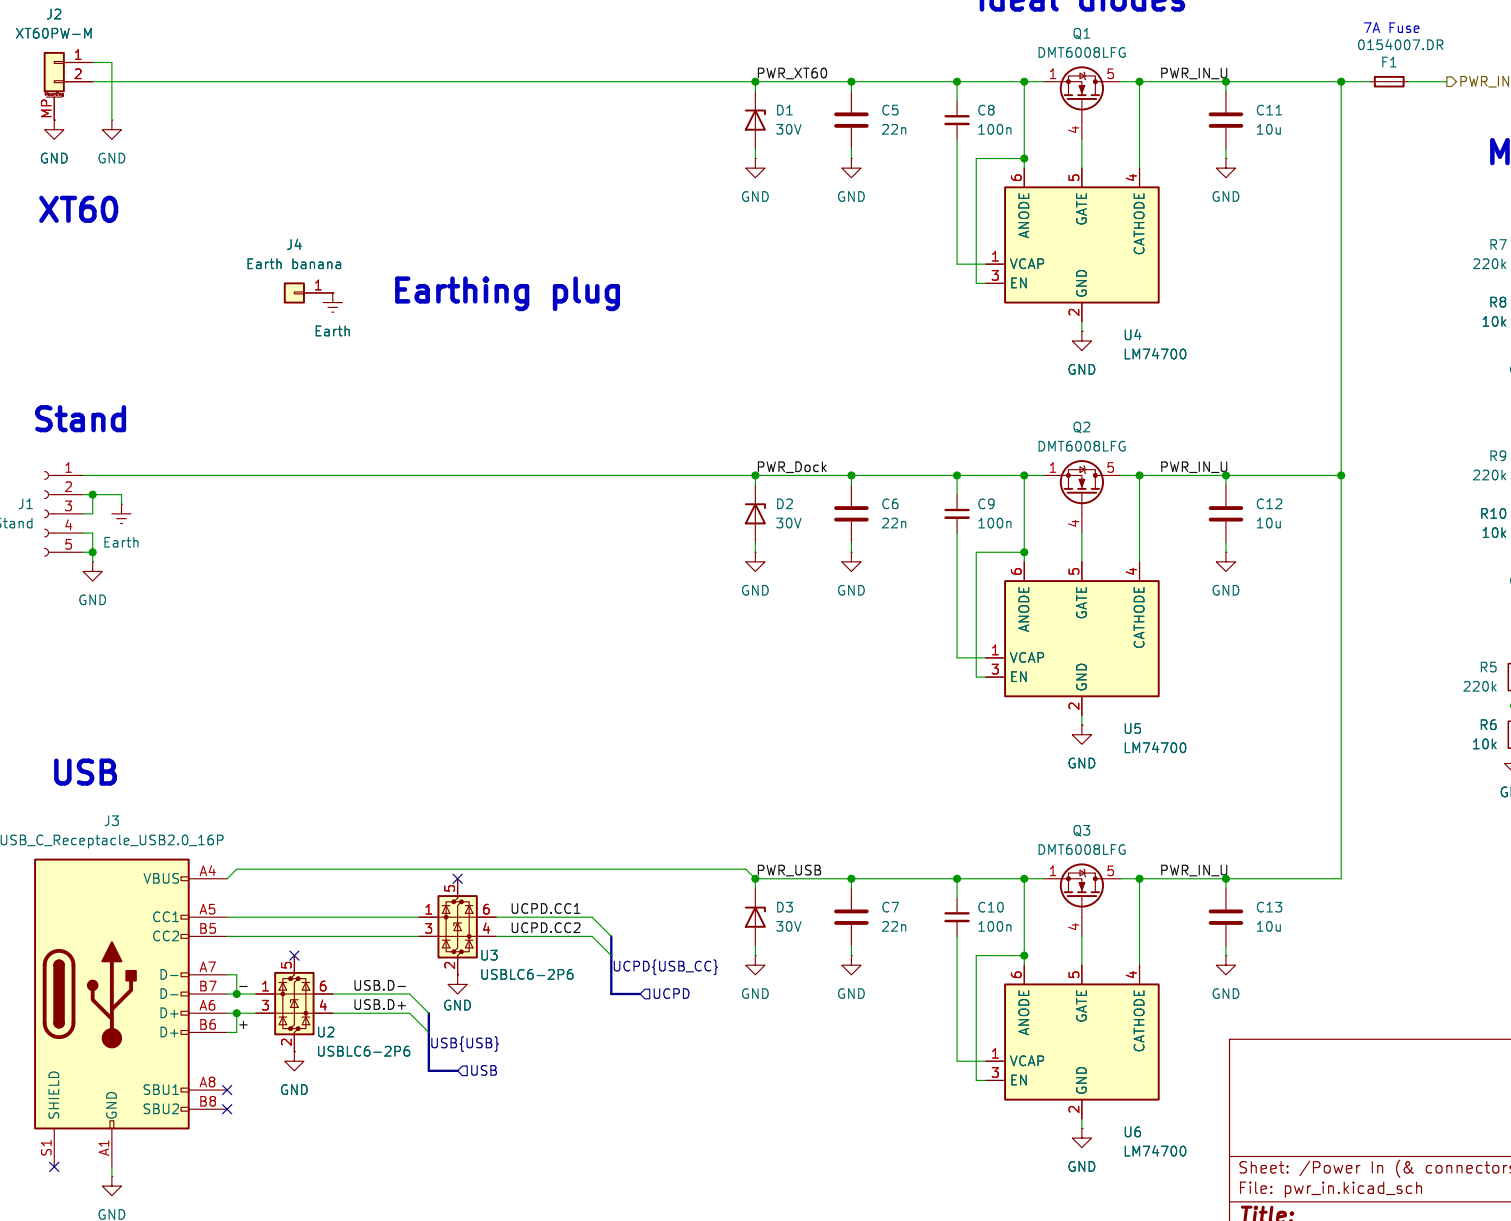 Ideal diodes
J2
XT60PW-M
1
2
MP
GND
GND
XT60
J4
Earth banana
1
Earth
Earthing plug
PWR_XT60
D1
30V
GND
C5
22n
GND
C8
100n
Q1
DMT6008LFG
1
5
4
PWR_IN_U
C11
10u
GND
6
5
4
ANODE
GATE
CATHODE
1
VCAP
3
EN
GND
2
U4
LM74700
GND
7A Fuse
0154007.DR
F1
PWR_IN
M
R7
220k
R8
10k
Stand
1
2
3
4
5
J1
Stand
Earth
GND
PWR_Dock
D2
30V
GND
C6
22n
GND
C9
100n
Q2
DMT6008LFG
1
5
4
PWR_IN_U
C12
10u
GND
6
5
4
ANODE
GATE
CATHODE
1
VCAP
3
EN
GND
2
U5
LM74700
GND
R9
220k
R10
10k
R5
220k
R6
10k
USB
J3
USB_C_Receptacle_USB2.0_16P
VBUS
A4
CC1
A5
CC2
B5
D-
A7
D-
B7
D+
A6
D+
B6
SBU1
A8
SBU2
B8
SHIELD
GND
S1
A1
GND
-
+
1
3
5
6
4
2
U2
USBLC6-2P6
GND
USB.D-
USB.D+
USB{USB}
USB
1
3
5
6
4
2
U3
USBLC6-2P6
GND
UCPD.CC1
UCPD.CC2
UCPD{USB_CC}
UCPD
PWR_USB
D3
30V
GND
C7
22n
GND
C10
100n
Q3
DMT6008LFG
1
5
4
PWR_IN_U
C13
10u
GND
6
5
4
ANODE
GATE
CATHODE
1
VCAP
3
EN
GND
2
U6
LM74700
GND
Sheet: /Power In (& connectors
File: pwr_in.kicad_sch
Title: